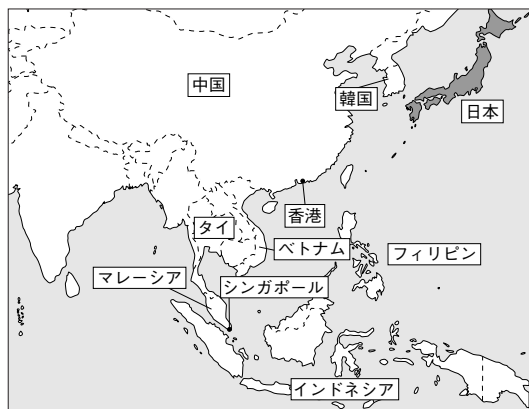 中国
韓国
日本
香港
タイ
ベトナム
フィリピン
マレーシア
シンガポール
インドネシア